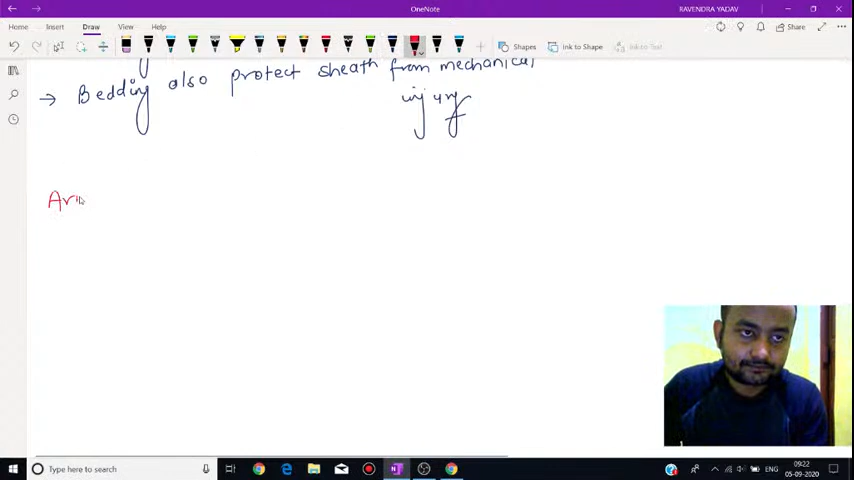 OneNote
RAVENDRA YADAV
Home Insert Draw View Help
Share
Shapes Ink to Shape Ink to Text
→ Bedding also protect sheath from mechanical
injury
Ar
Type here to search
ENG
09:22
05-09-2020